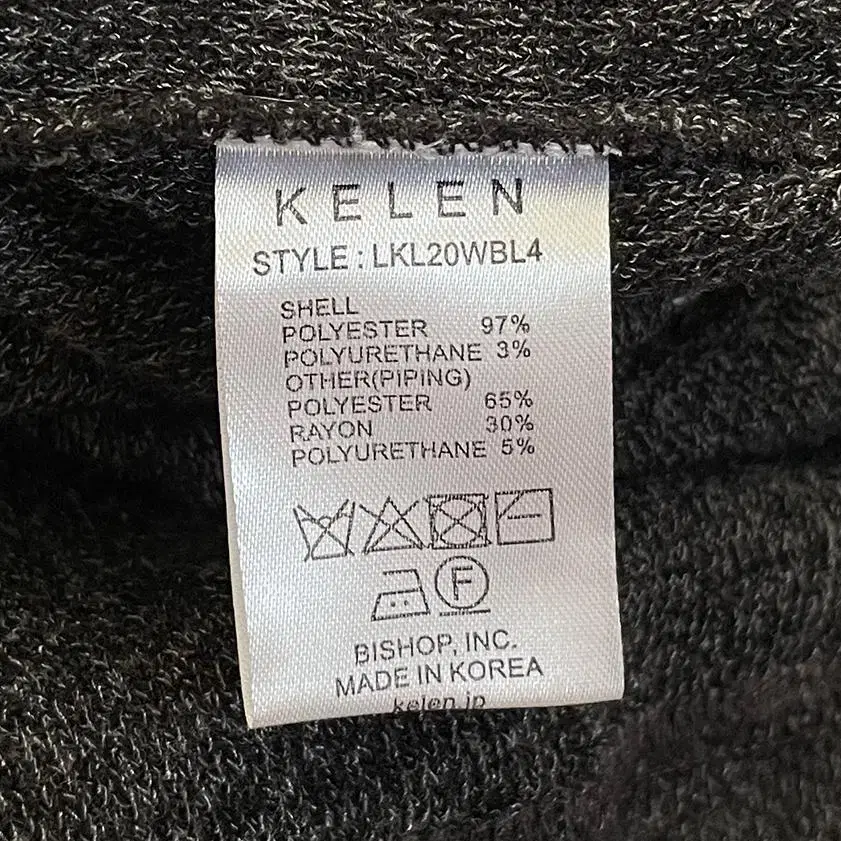 KELEN
STYLE : LKL20WBL4
SHELL
POLYESTER 97%
POLYURETHANE 3%
OTHER(PIPING)
POLYESTER 65%
RAYON 30%
POLYURETHANE 5%
F
BISHOP, INC.
MADE IN KOREA
kelen.jp